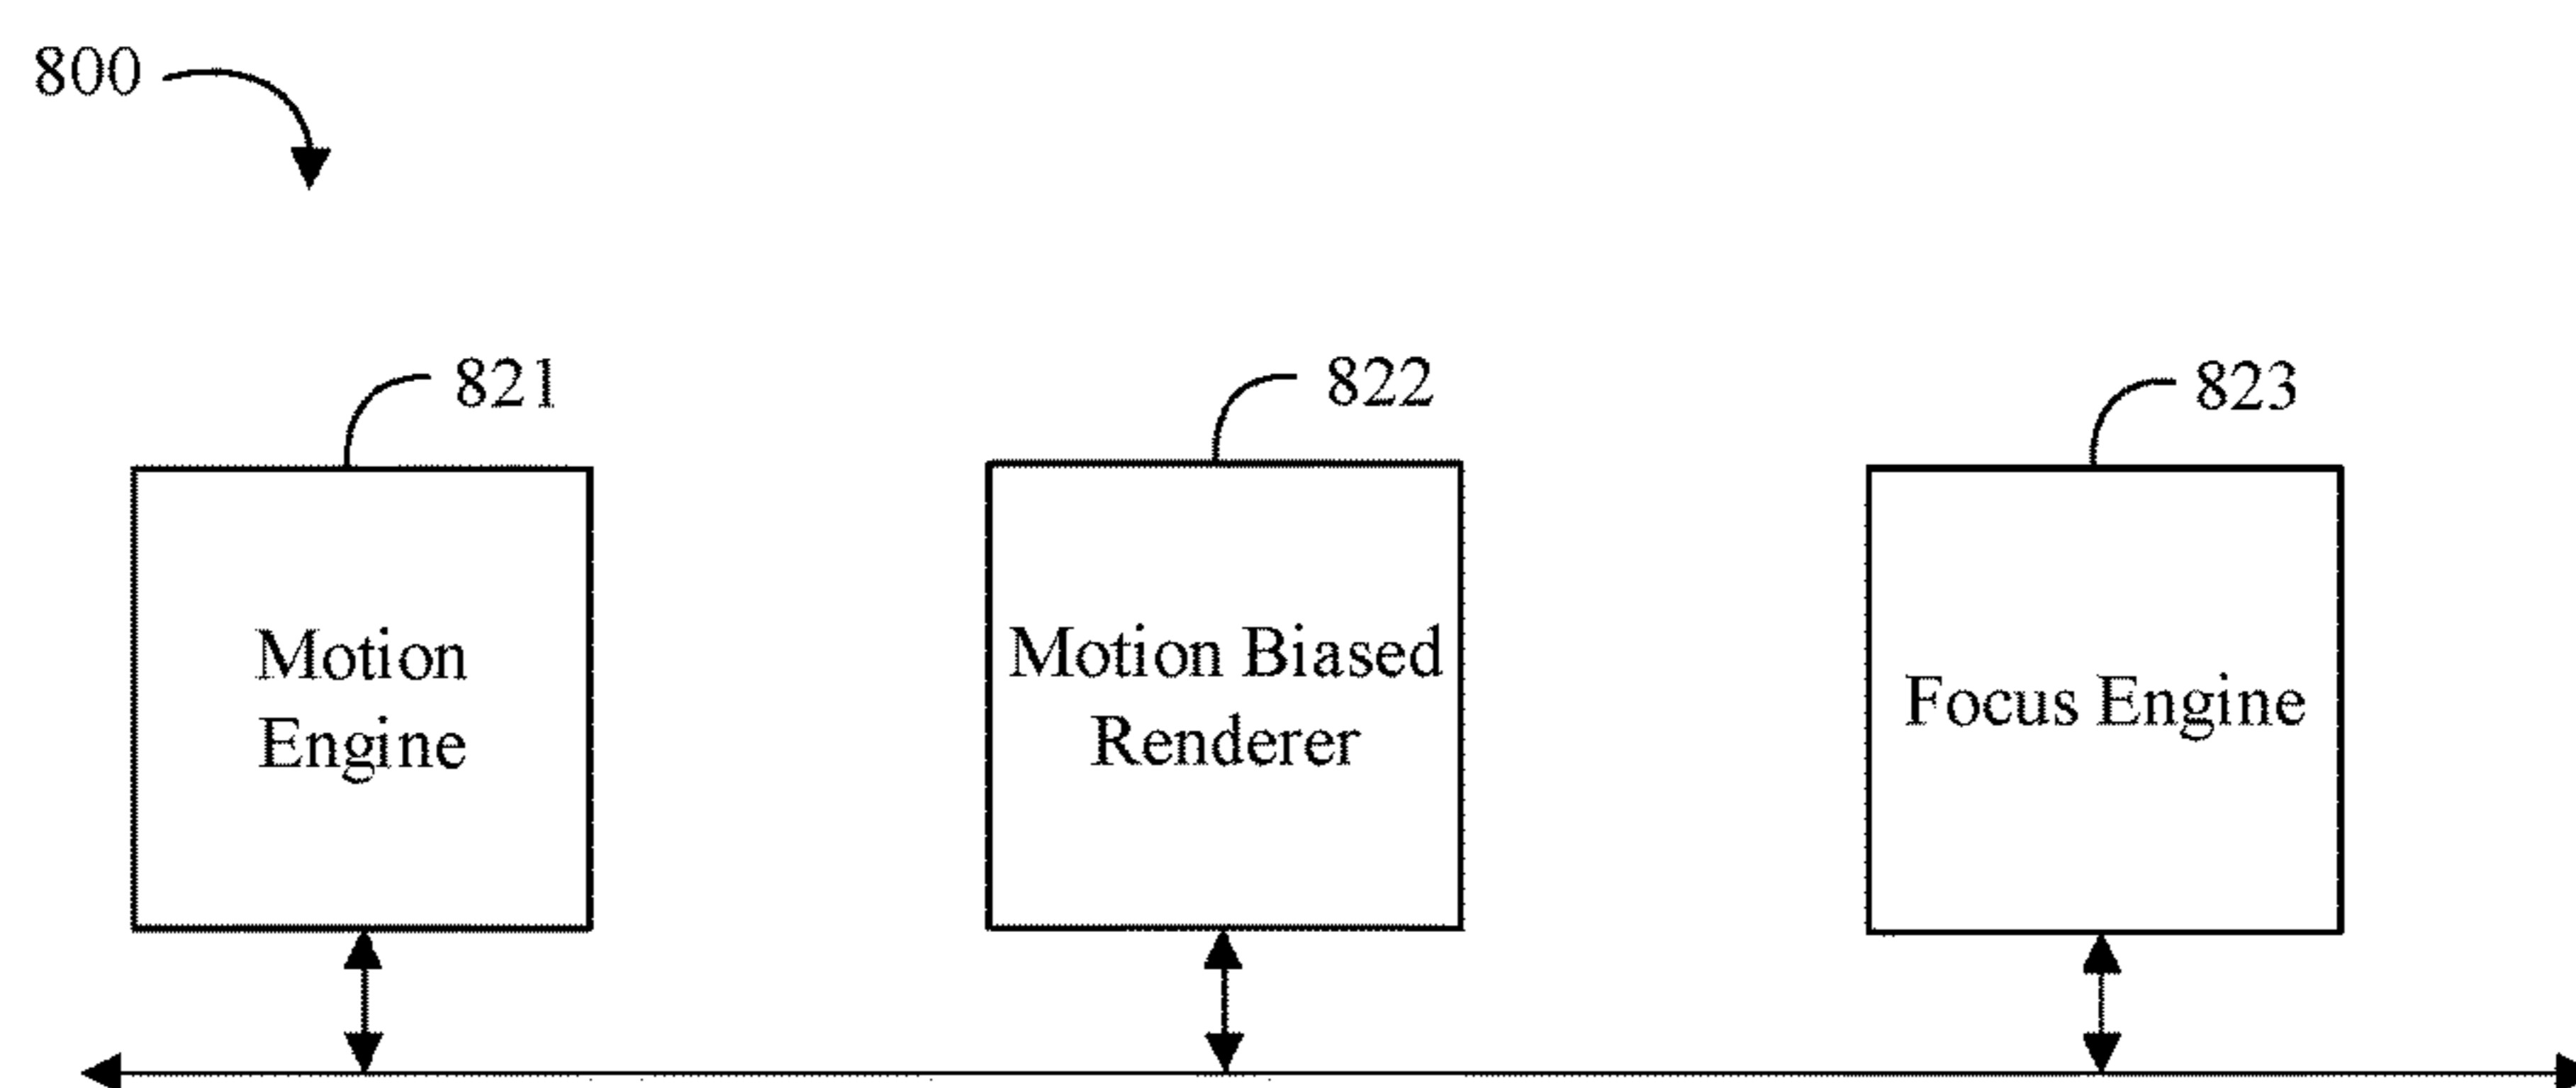 800
821
822
823
Motion
Engine
Motion Biased
Renderer
Focus Engine